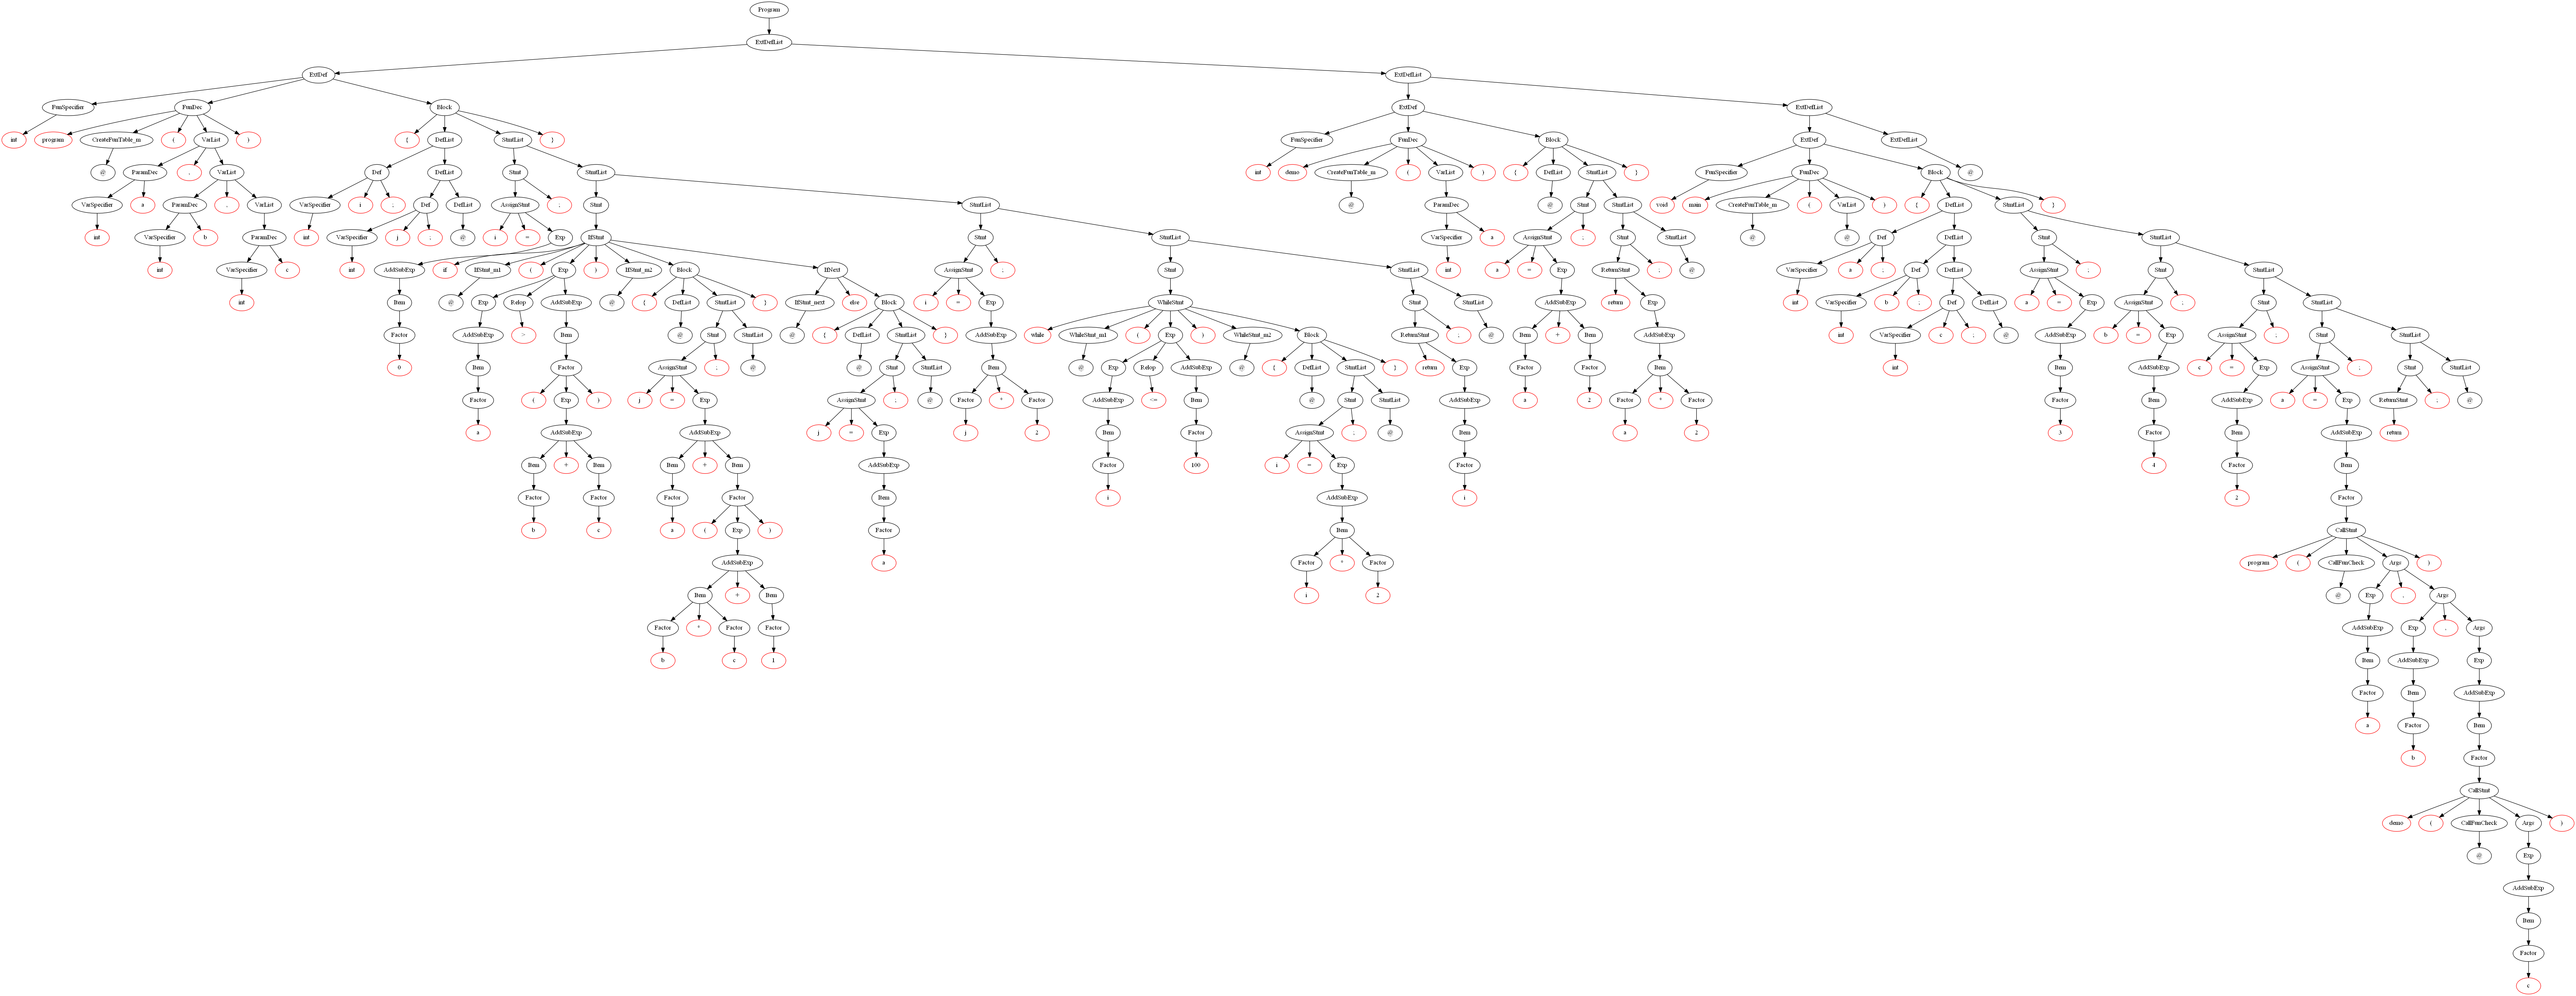 Program
ExtDefList
ExtDef ExtDefList
FunSpecifier FunDec Block ExtDef ExtDefList
int program CreateFunTable_m ( VarList ) { DefList StmtList } FunSpecifier FunDec Block ExtDef ExtDefList
@ ParamDec , VarList Def DefList Stmt StmtList int demo CreateFunTable_m ( VarList ) { DefList StmtList } FunSpecifier FunDec Block @
VarSpecifier a ParamDec , VarList VarSpecifier i ; Def DefList AssignStmt ; Stmt StmtList @ ParamDec @ Stmt StmtList void main CreateFunTable_m ( VarList ) { DefList StmtList }
int VarSpecifier b ParamDec int VarSpecifier j ; @ i = Exp IfStmt Stmt StmtList VarSpecifier a AssignStmt ; Stmt StmtList @ @ Def DefList Stmt StmtList
int VarSpecifier c int AddSubExp if IfStmt_m1 ( Exp ) IfStmt_m2 Block IfNext AssignStmt ; Stmt StmtList int a = Exp ReturnStmt ; @ VarSpecifier a ; Def DefList AssignStmt ; Stmt StmtList
int Item @ Exp Relop AddSubExp @ { DefList StmtList } IfStmt_next else Block i = Exp WhileStmt Stmt StmtList AddSubExp return Exp int VarSpecifier b ; Def DefList a = Exp AssignStmt ; Stmt StmtList
Factor AddSubExp > Item @ Stmt StmtList @ { DefList StmtList } AddSubExp while WhileStmt_m1 ( Exp ) WhileStmt_m2 Block ReturnStmt ; @ Item + Item AddSubExp int VarSpecifier c ; @ AddSubExp b = Exp AssignStmt ; Stmt StmtList
0 Item Factor AssignStmt ; @ @ Stmt StmtList Item @ Exp Relop AddSubExp @ { DefList StmtList } return Exp Factor Factor Item int Item AddSubExp c = Exp AssignStmt ; Stmt StmtList
Factor ( Exp ) j = Exp AssignStmt ; @ Factor * Factor AddSubExp <= Item @ Stmt StmtList AddSubExp a 2 Factor * Factor Factor Item AddSubExp a = Exp ReturnStmt ; @
a AddSubExp AddSubExp j = Exp j 2 Item Factor AssignStmt ; @ Item a 2 3 Factor Item AddSubExp return
Item + Item Item + Item AddSubExp Factor 100 i = Exp Factor 4 Factor Item
Factor Factor Factor Factor Item i AddSubExp i 2 Factor
b c a ( Exp ) Factor Item CallStmt
AddSubExp a Factor * Factor program ( CallFunCheck Args )
Item + Item i 2 @ Exp , Args
Factor * Factor Factor AddSubExp Exp , Args
b c 1 Item AddSubExp Exp
Factor Item AddSubExp
a Factor Item
b Factor
CallStmt
demo ( CallFunCheck Args )
@ Exp
AddSubExp
Item
Factor
c